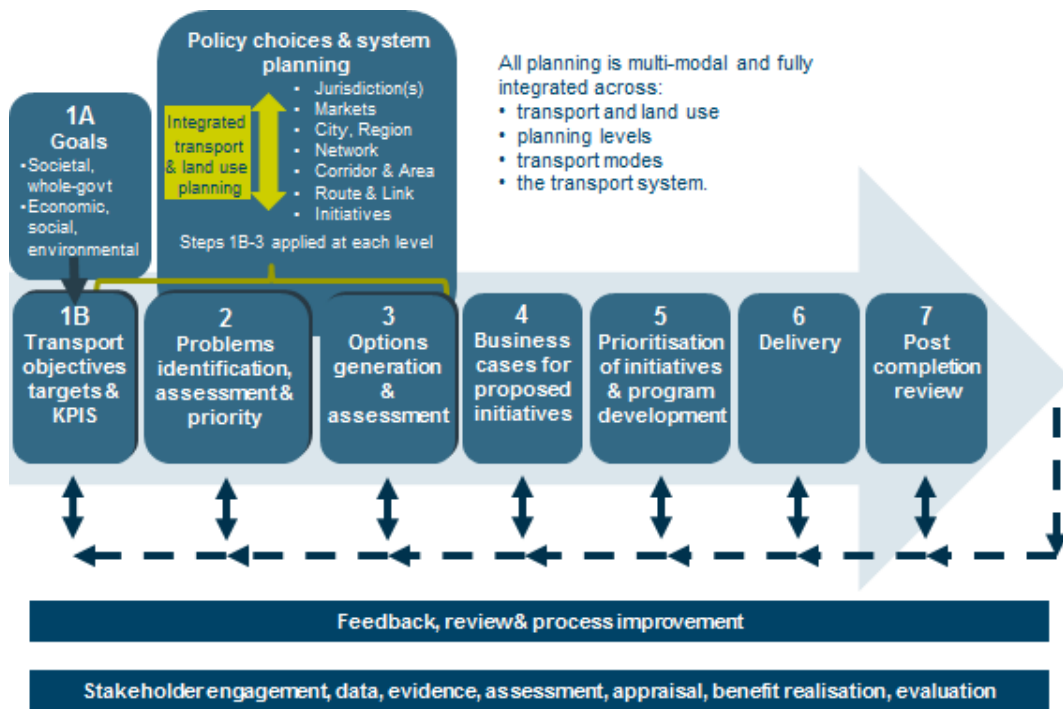 Policy choices & system
planning
Integrated
transport
& land use
planning
• Jurisdiction(s)
• Markets
• City, Region
• Network
• Corridor & Area
• Route & Link
• Initiatives
Steps 1B-3 applied at each level
All planning is multi-modal and fully
integrated across:
• transport and land use
• planning levels
• transport modes
• the transport system.
1A
Goals
•Societal,
whole-govt
•Economic,
social,
environmental
1B
Transport
objectives
targets &
KPIS
2
Problems
identification,
assessment &
priority
3
Options
generation
&
assessment
4
Business
cases for
proposed
initiatives
5
Prioritisation
of initiatives
& program
development
6
Delivery
7
Post
completion
review
Feedback, review& process improvement
Stakeholder engagement, data, evidence, assessment, appraisal, benefit realisation, evaluation